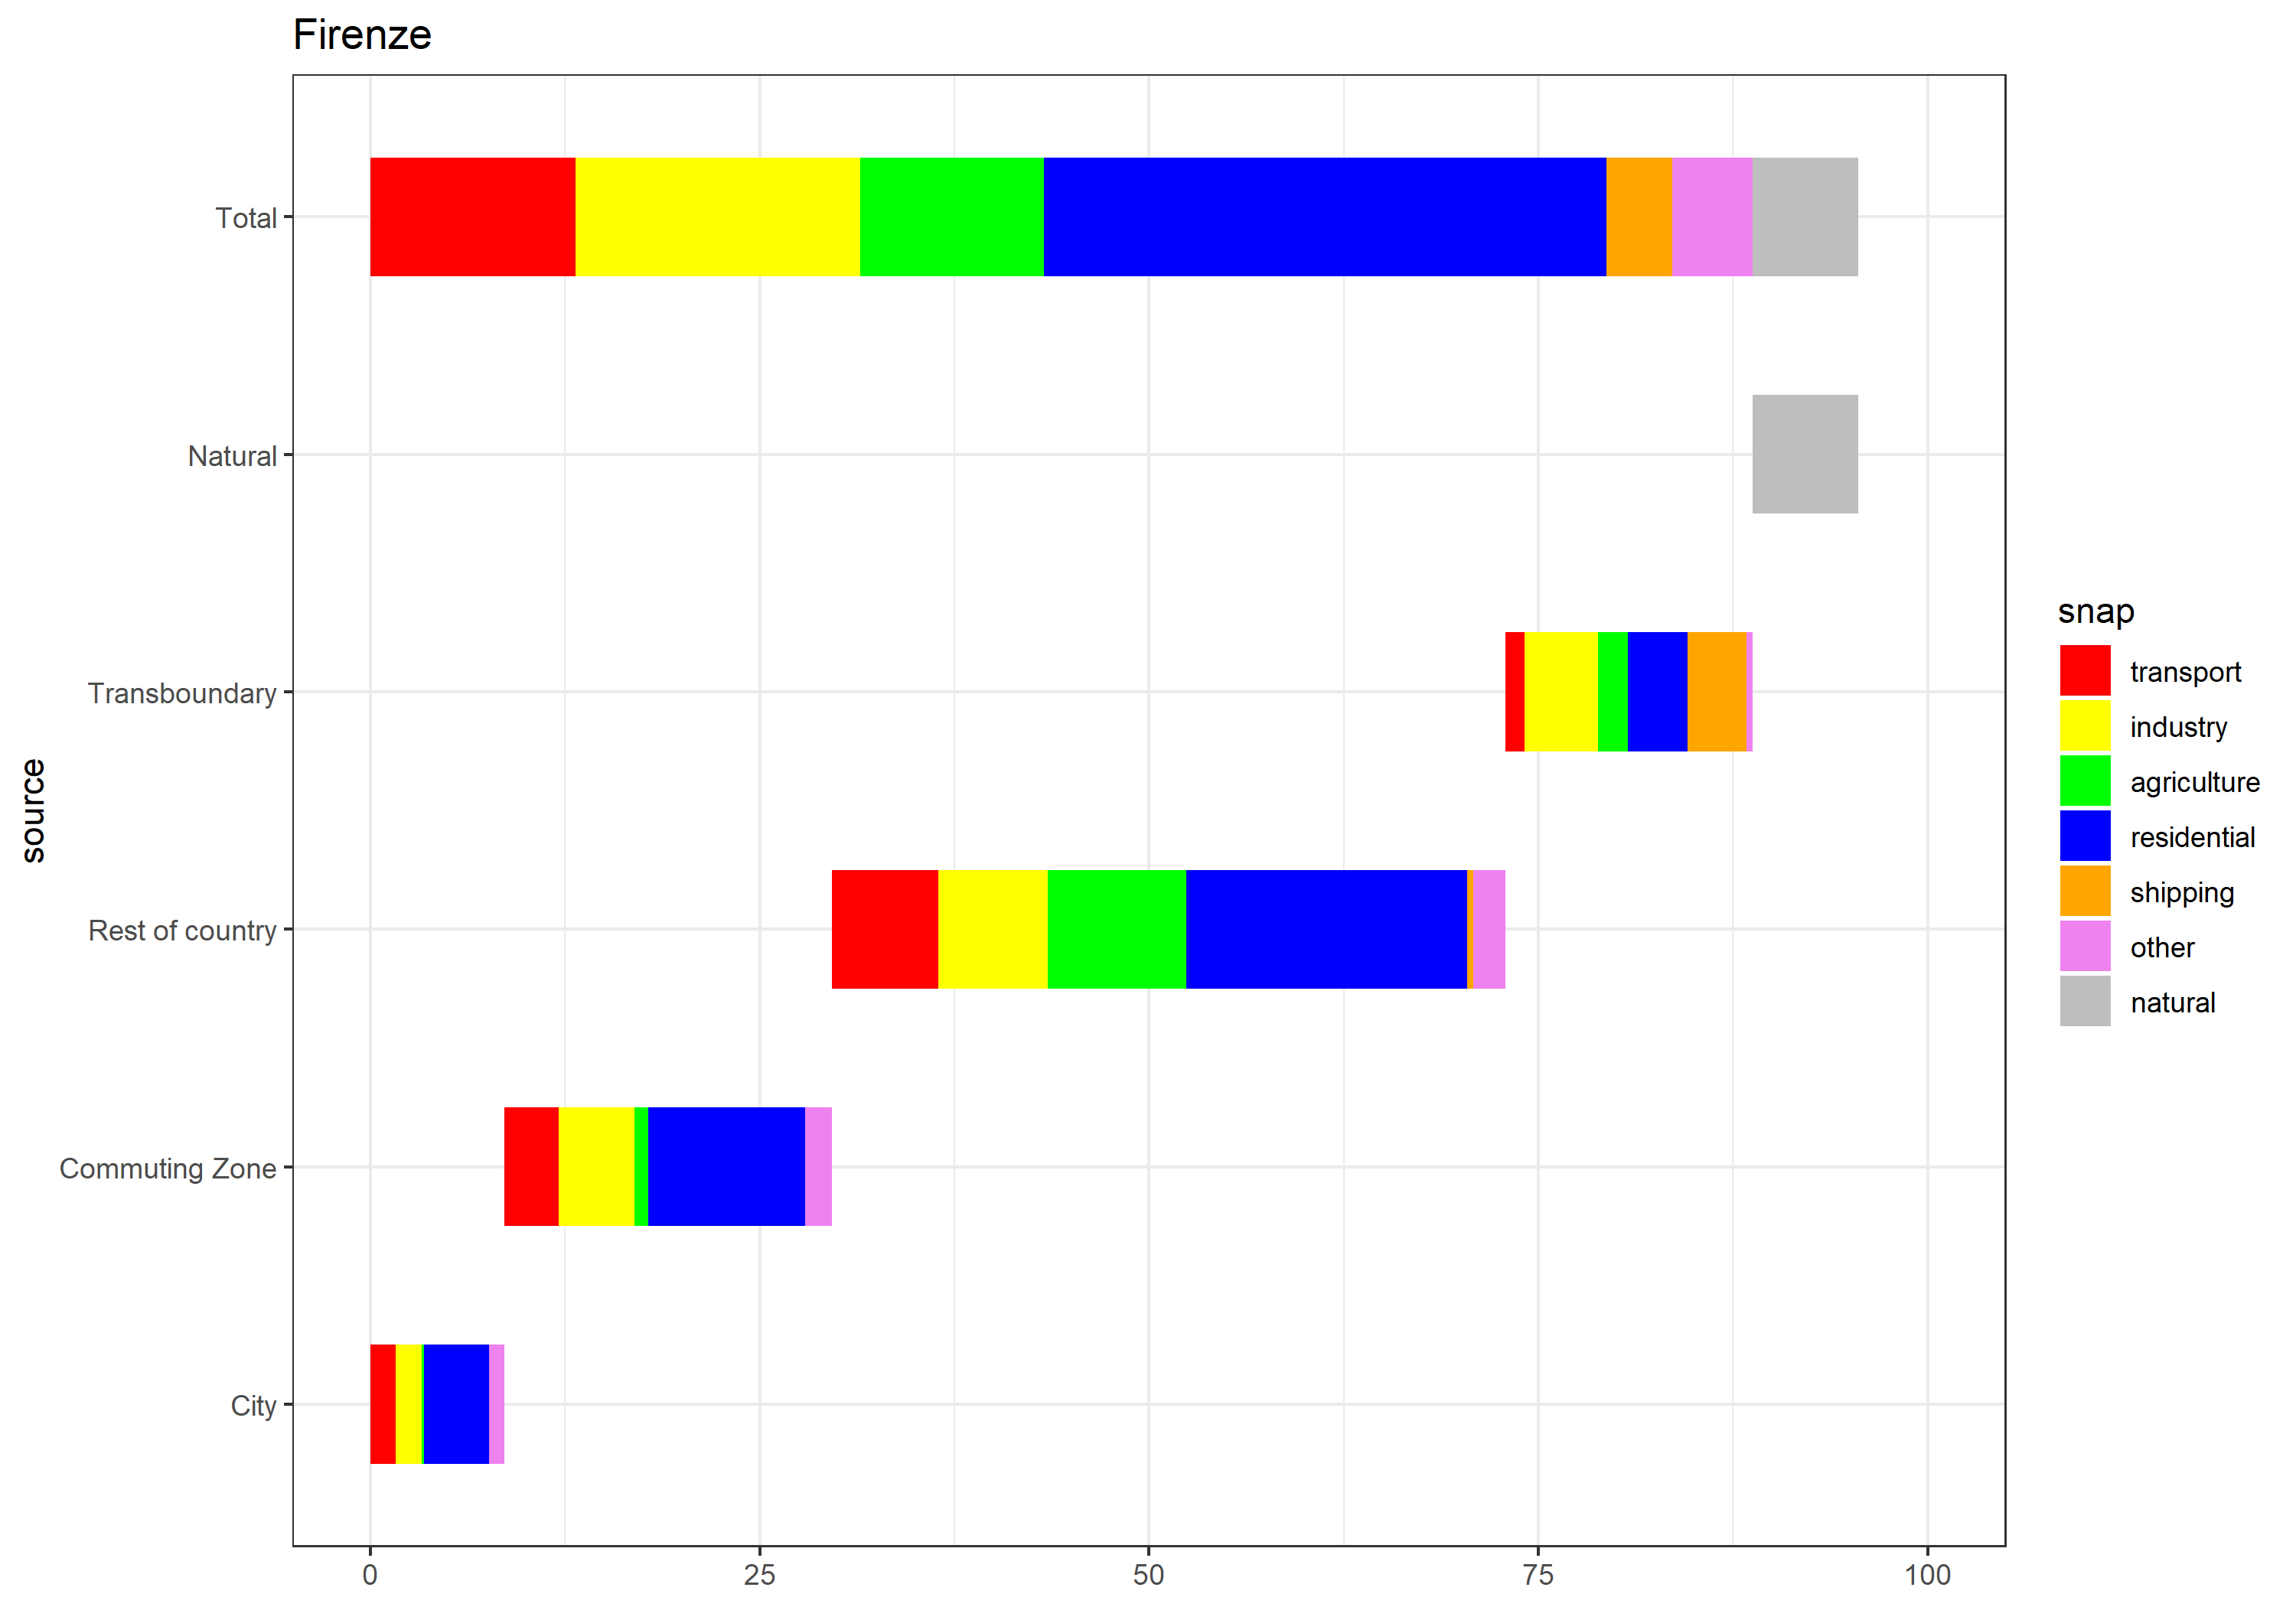 Firenze
Total
Natural
Transboundary
Rest of country
Commuting Zone
City
source
0 25 50 75 100
snap
transport
industry
agriculture
residential
shipping
other
natural